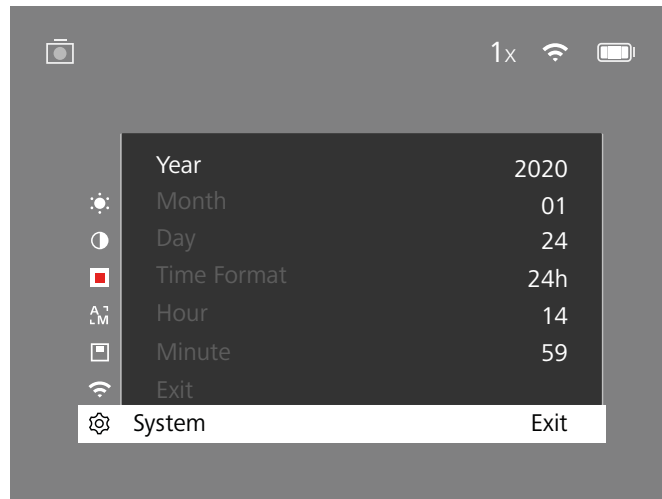 1x
Year 2020
Month 01
Day 24
Time Format 24h
Hour 14
Minute 59
Exit
System Exit
A M